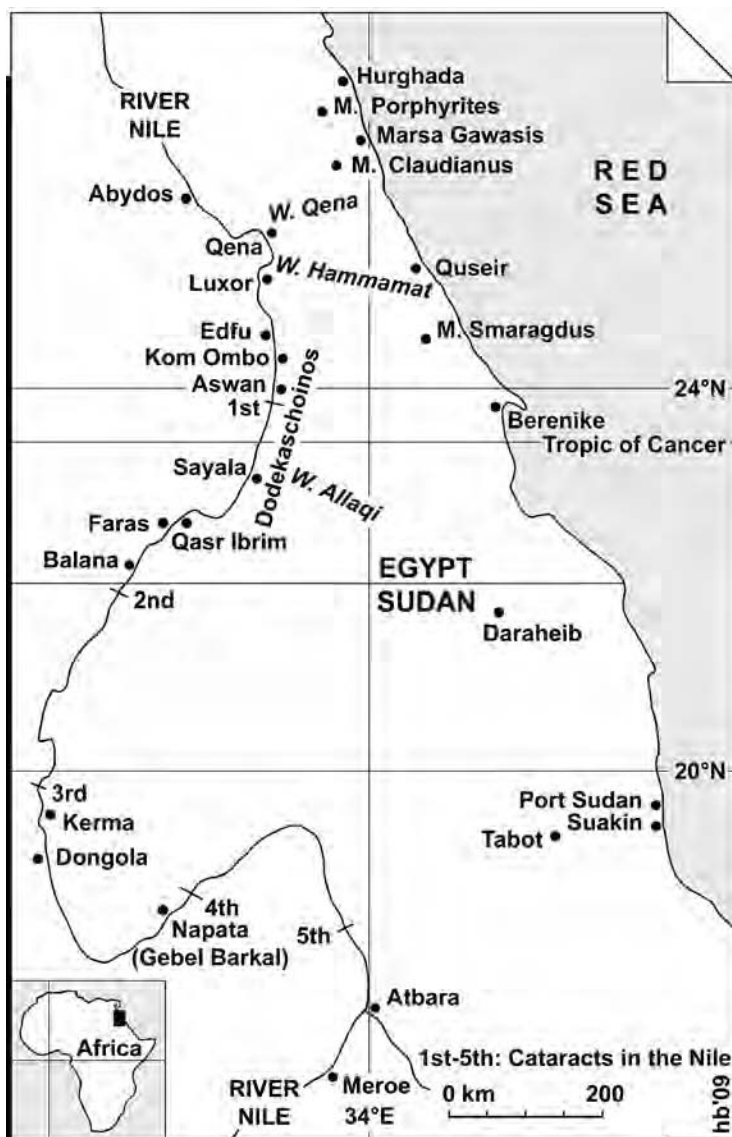 Hurghada
RIVER
NILE
M. Porphyrites
Marsa Gawasis
M. Claudianus
RED
SEA
Abydos
W. Qena
Qena
W. Hammamat
Luxor
Quseir
Edfu
M. Smaragdus
Kom Ombo
Aswan
24°N
1st
Dodekaschoinos
Berenike
Tropic of Cancer
Sayala
W. Allaqi
Faras
Qasr Ibrim
Balana
EGYPT
2nd
SUDAN
Daraheib
20°N
3rd
Port Sudan
Kerma
Suakin
Tabot
Dongola
4th
Napata
(Gebel Barkal)
5th
Atbara
Africa
1st-5th: Cataracts in the Nile
Meroe
RIVER
NILE
34°E
0 km 200
hb.09